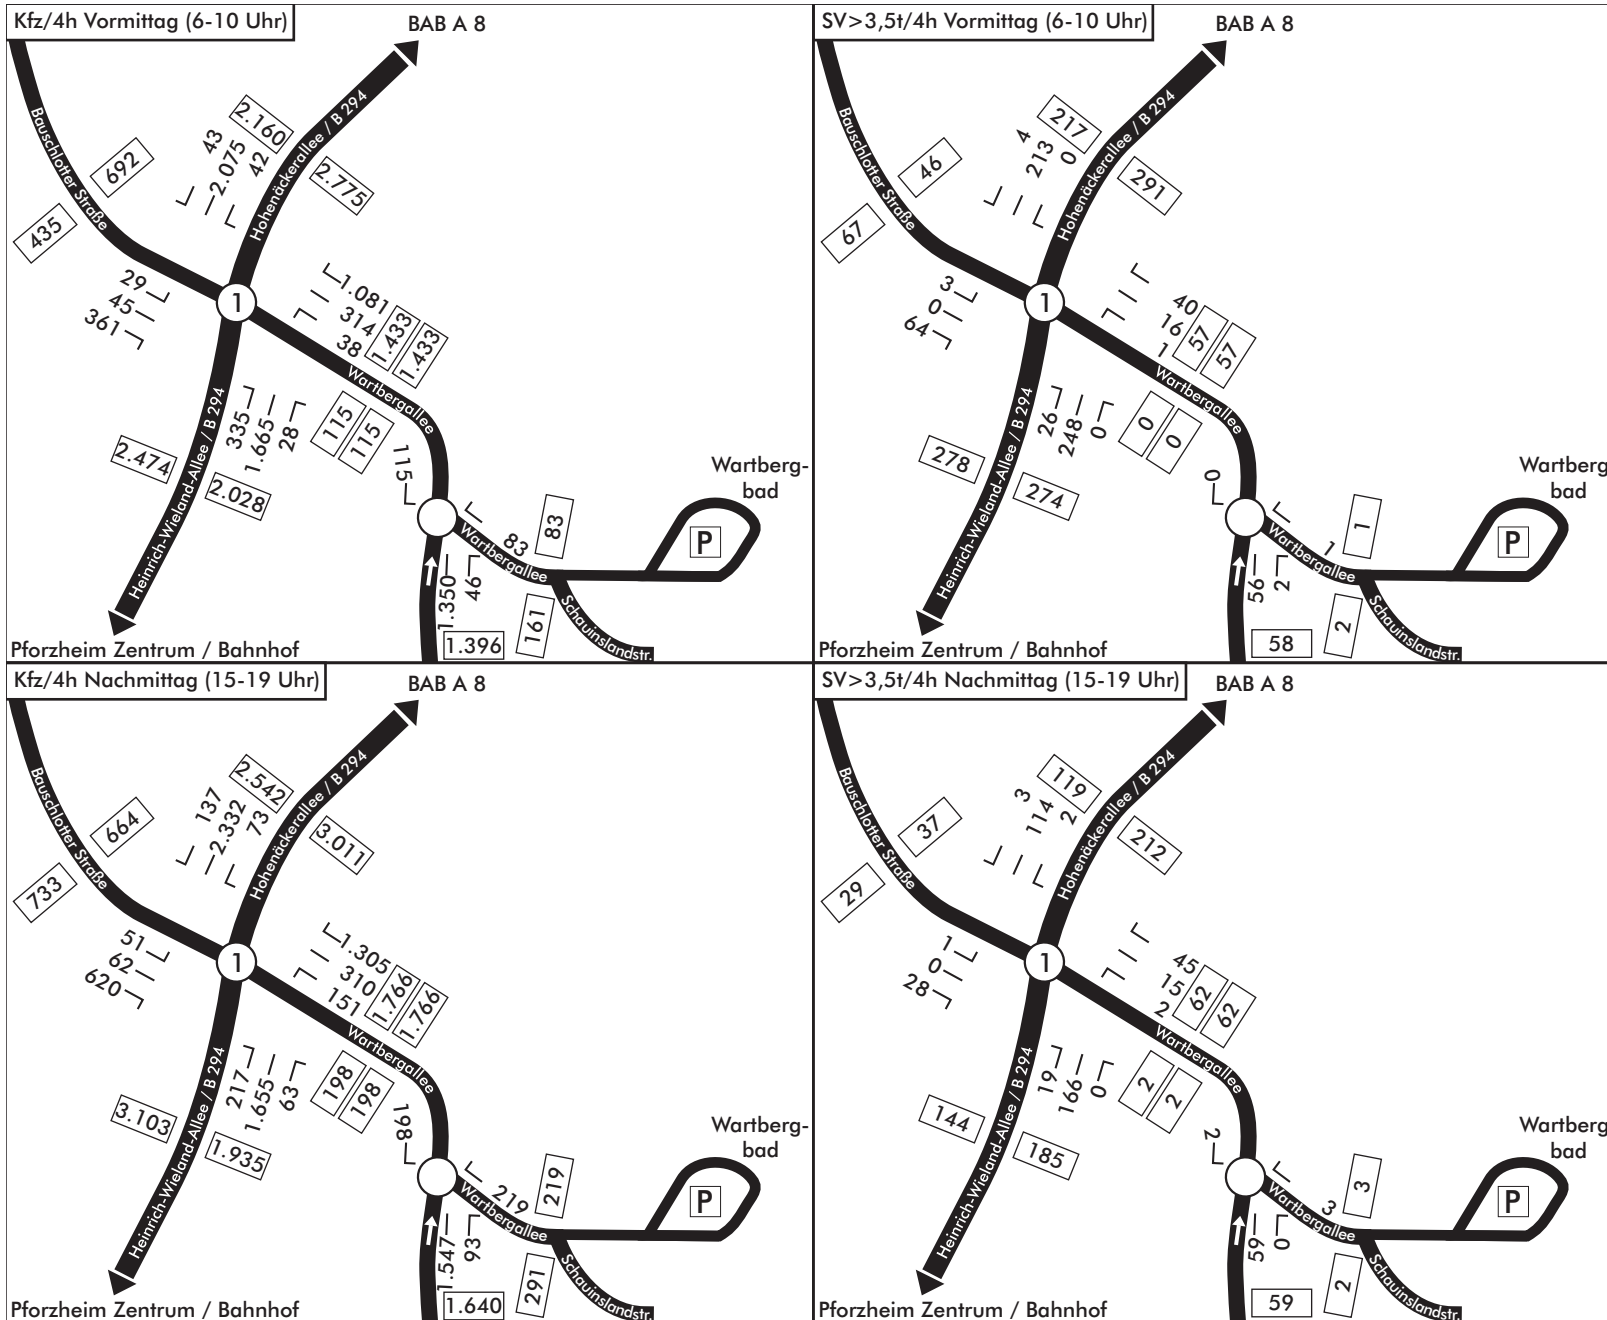 Kfz/4h Vormittag (6-10 Uhr)
BAB A 8
Bauschlotter Straße
692
435
43
2.075
42
2.160
Hohenäckerallee / B 294
2.775
29
45
361
1
1.081
314
38
1.433
1.433
Wartbergallee
335
1.665
28
115
115
115
2.474
Heinrich-Wieland-Allee / B 294
2.028
Wartberg-
bad
P
83
83
Wartbergallee
1.350
46
161
Schauinslandstr.
1.396
Pforzheim Zentrum / Bahnhof
SV>3,5t/4h Vormittag (6-10 Uhr)
BAB A 8
Bauschlotter Straße
46
67
4
213
0
217
Hohenäckerallee / B 294
291
3
0
64
1
40
16
1
57
57
Wartbergallee
26
248
0
0
0
0
278
Heinrich-Wieland-Allee / B 294
274
Wartberg
bad
P
1
1
Wartbergallee
56
2
2
Schauinslandstr.
58
Pforzheim Zentrum / Bahnhof
Kfz/4h Nachmittag (15-19 Uhr)
BAB A 8
Bauschlotter Straße
664
733
137
2.332
73
2.542
Hohenäckerallee / B 294
3.011
51
62
620
1
1.305
310
151
1.766
1.766
Wartbergallee
217
1.655
63
198
198
198
3.103
Heinrich-Wieland-Allee / B 294
1.935
Wartberg-
bad
P
219
219
Wartbergallee
1.547
93
291
Schauinslandstr.
1.640
Pforzheim Zentrum / Bahnhof
SV>3,5t/4h Nachmittag (15-19 Uhr)
BAB A 8
Bauschlotter Straße
37
29
3
114
2
119
Hohenäckerallee / B 294
212
1
0
28
1
45
15
2
62
62
Wartbergallee
19
166
0
2
2
2
144
Heinrich-Wieland-Allee / B 294
185
Wartberg
bad
P
3
3
Wartbergallee
59
0
2
Schauinslandstr.
59
Pforzheim Zentrum / Bahnhof